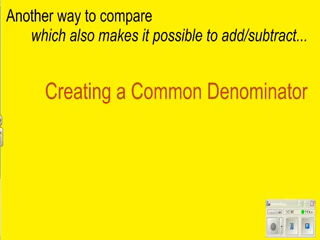 Another way to compare
which also makes it possible to add/subtract...
Creating a Common Denominator